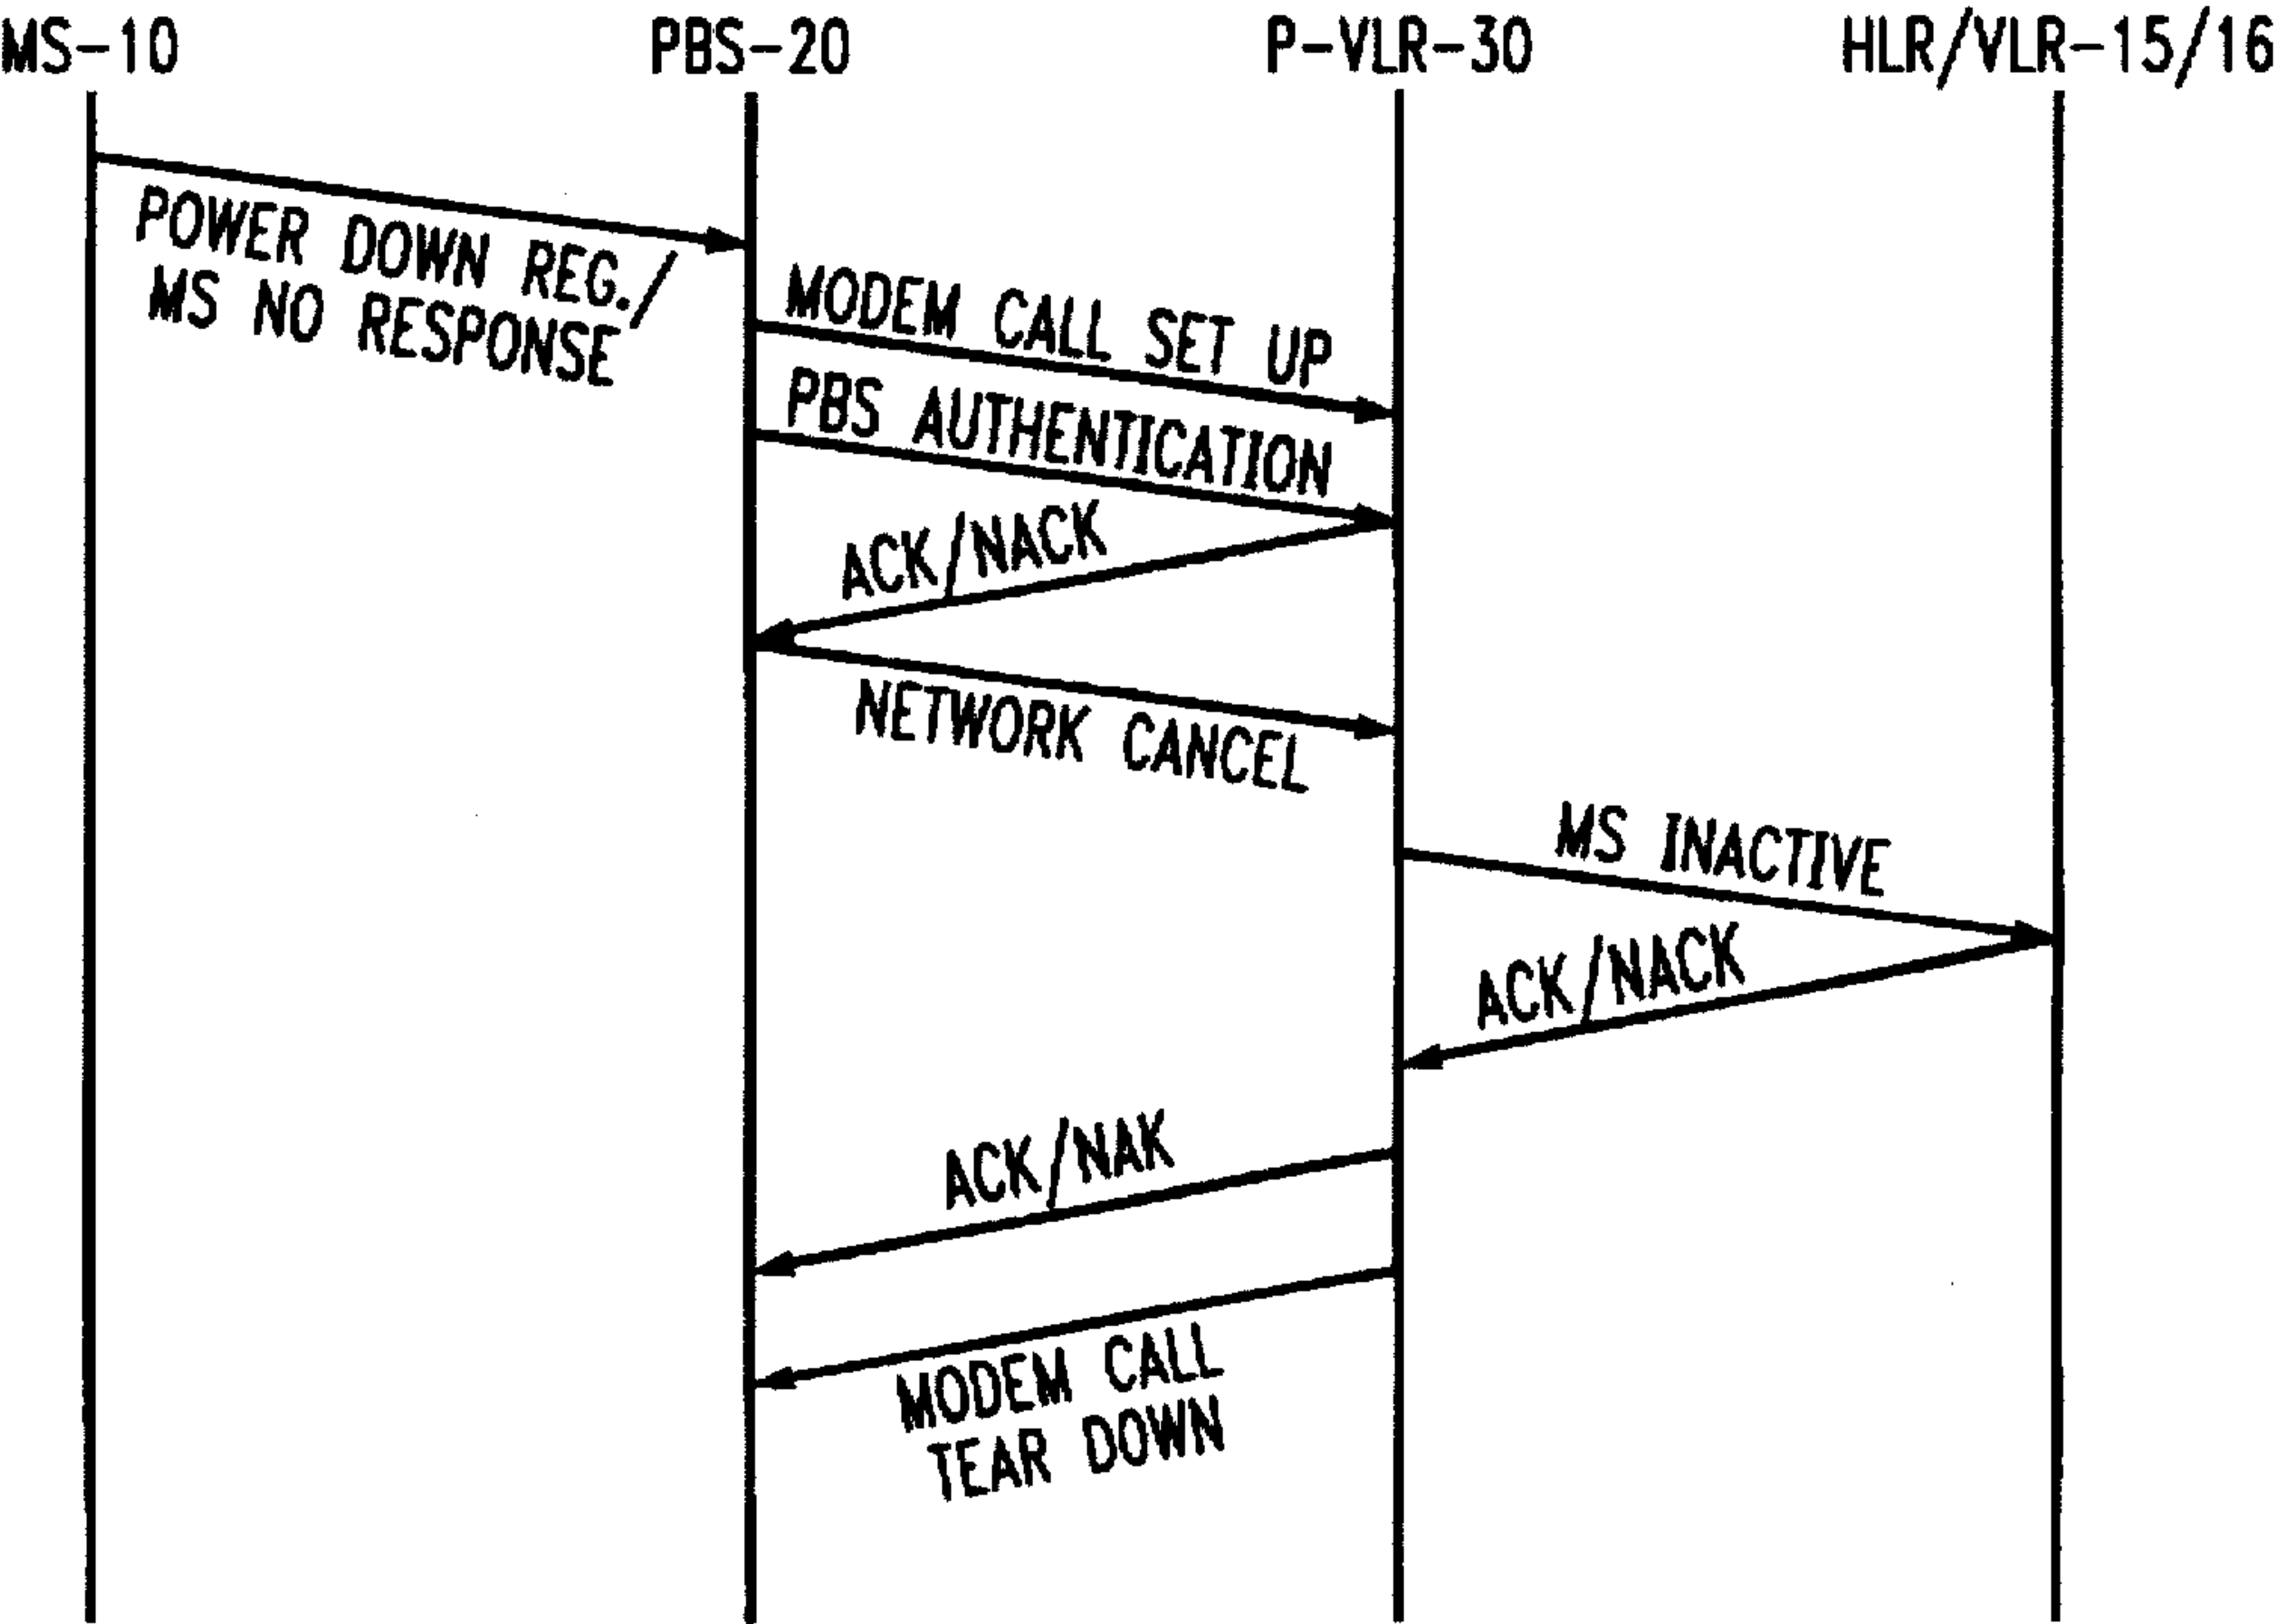 MS-10
PBS-20
P-VLR-30
HLR/VLR-15/16
POWER DOWN REG./
MS NO RESPONSE
MODEM CALL SET UP
PBS AUTHENTICATION
ACK/NACK
NETWORK CANCEL
MS INACTIVE
ACK/NACK
ACK/NAK
MODEM CALL
TEAR DOWN